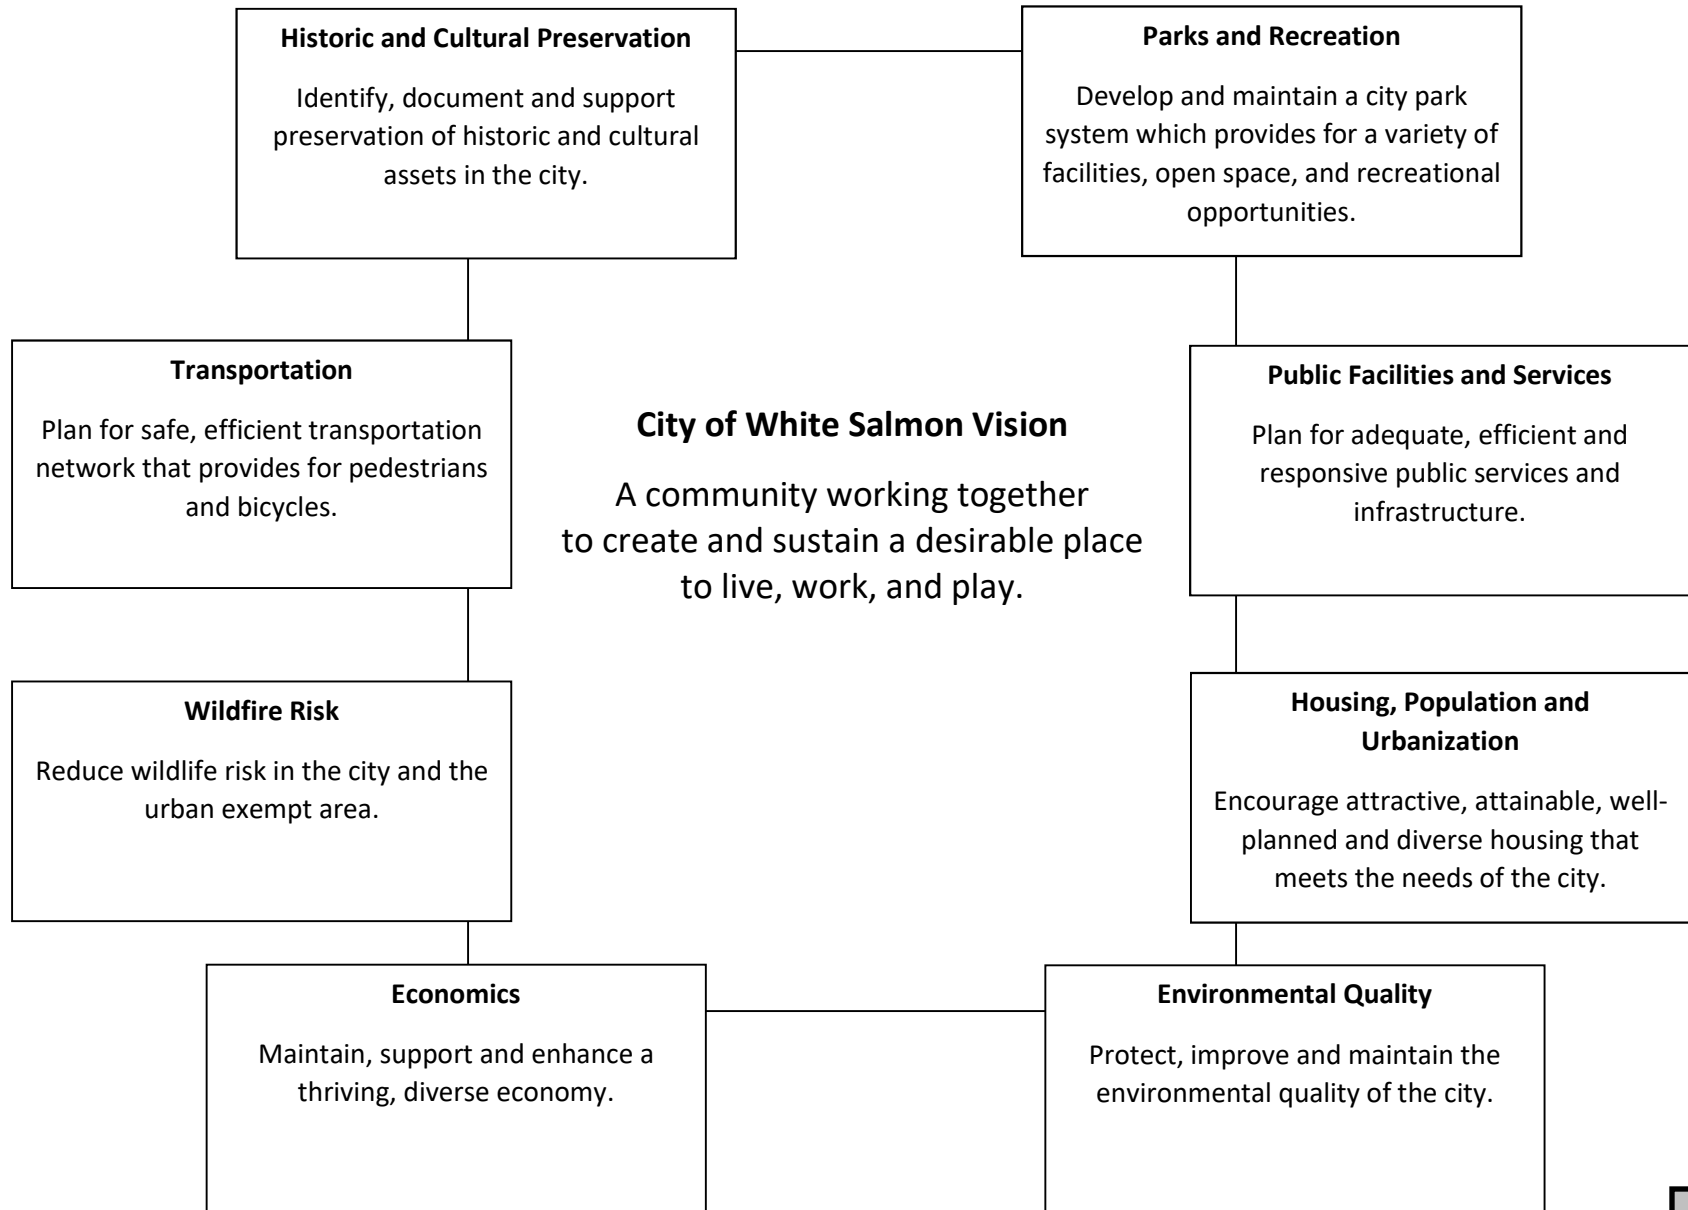 Historic and Cultural Preservation
Identify, document and support
preservation of historic and cultural
assets in the city.
Parks and Recreation
Develop and maintain a city park
system which provides for a variety of
facilities, open space, and recreational
opportunities.
Transportation
Plan for safe, efficient transportation
network that provides for pedestrians
and bicycles.
City of White Salmon Vision
A community working together
to create and sustain a desirable place
to live, work, and play.
Public Facilities and Services
Plan for adequate, efficient and
responsive public services and
infrastructure.
Wildfire Risk
Reduce wildlife risk in the city and the
urban exempt area.
Housing, Population and
Urbanization
Encourage attractive, attainable, well-
planned and diverse housing that
meets the needs of the city.
Economics
Maintain, support and enhance a
thriving, diverse economy.
Environmental Quality
Protect, improve and maintain the
environmental quality of the city.